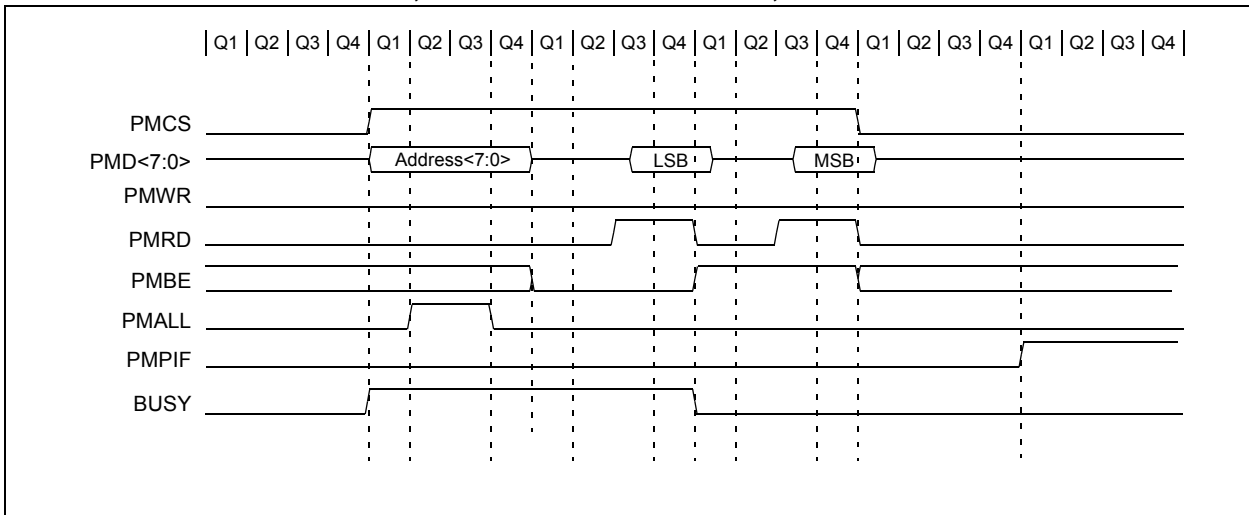 Q1 Q2 Q3 Q4 Q1 Q2 Q3 Q4 Q1 Q2 Q3 Q4 Q1 Q2 Q3 Q4 Q1 Q2 Q3 Q4 Q1 Q2 Q3 Q4
PMCS
PMD<7:0> Address<7:0> LSB MSB
PMWR
PMRD
PMBE
PMALL
PMPIF
BUSY